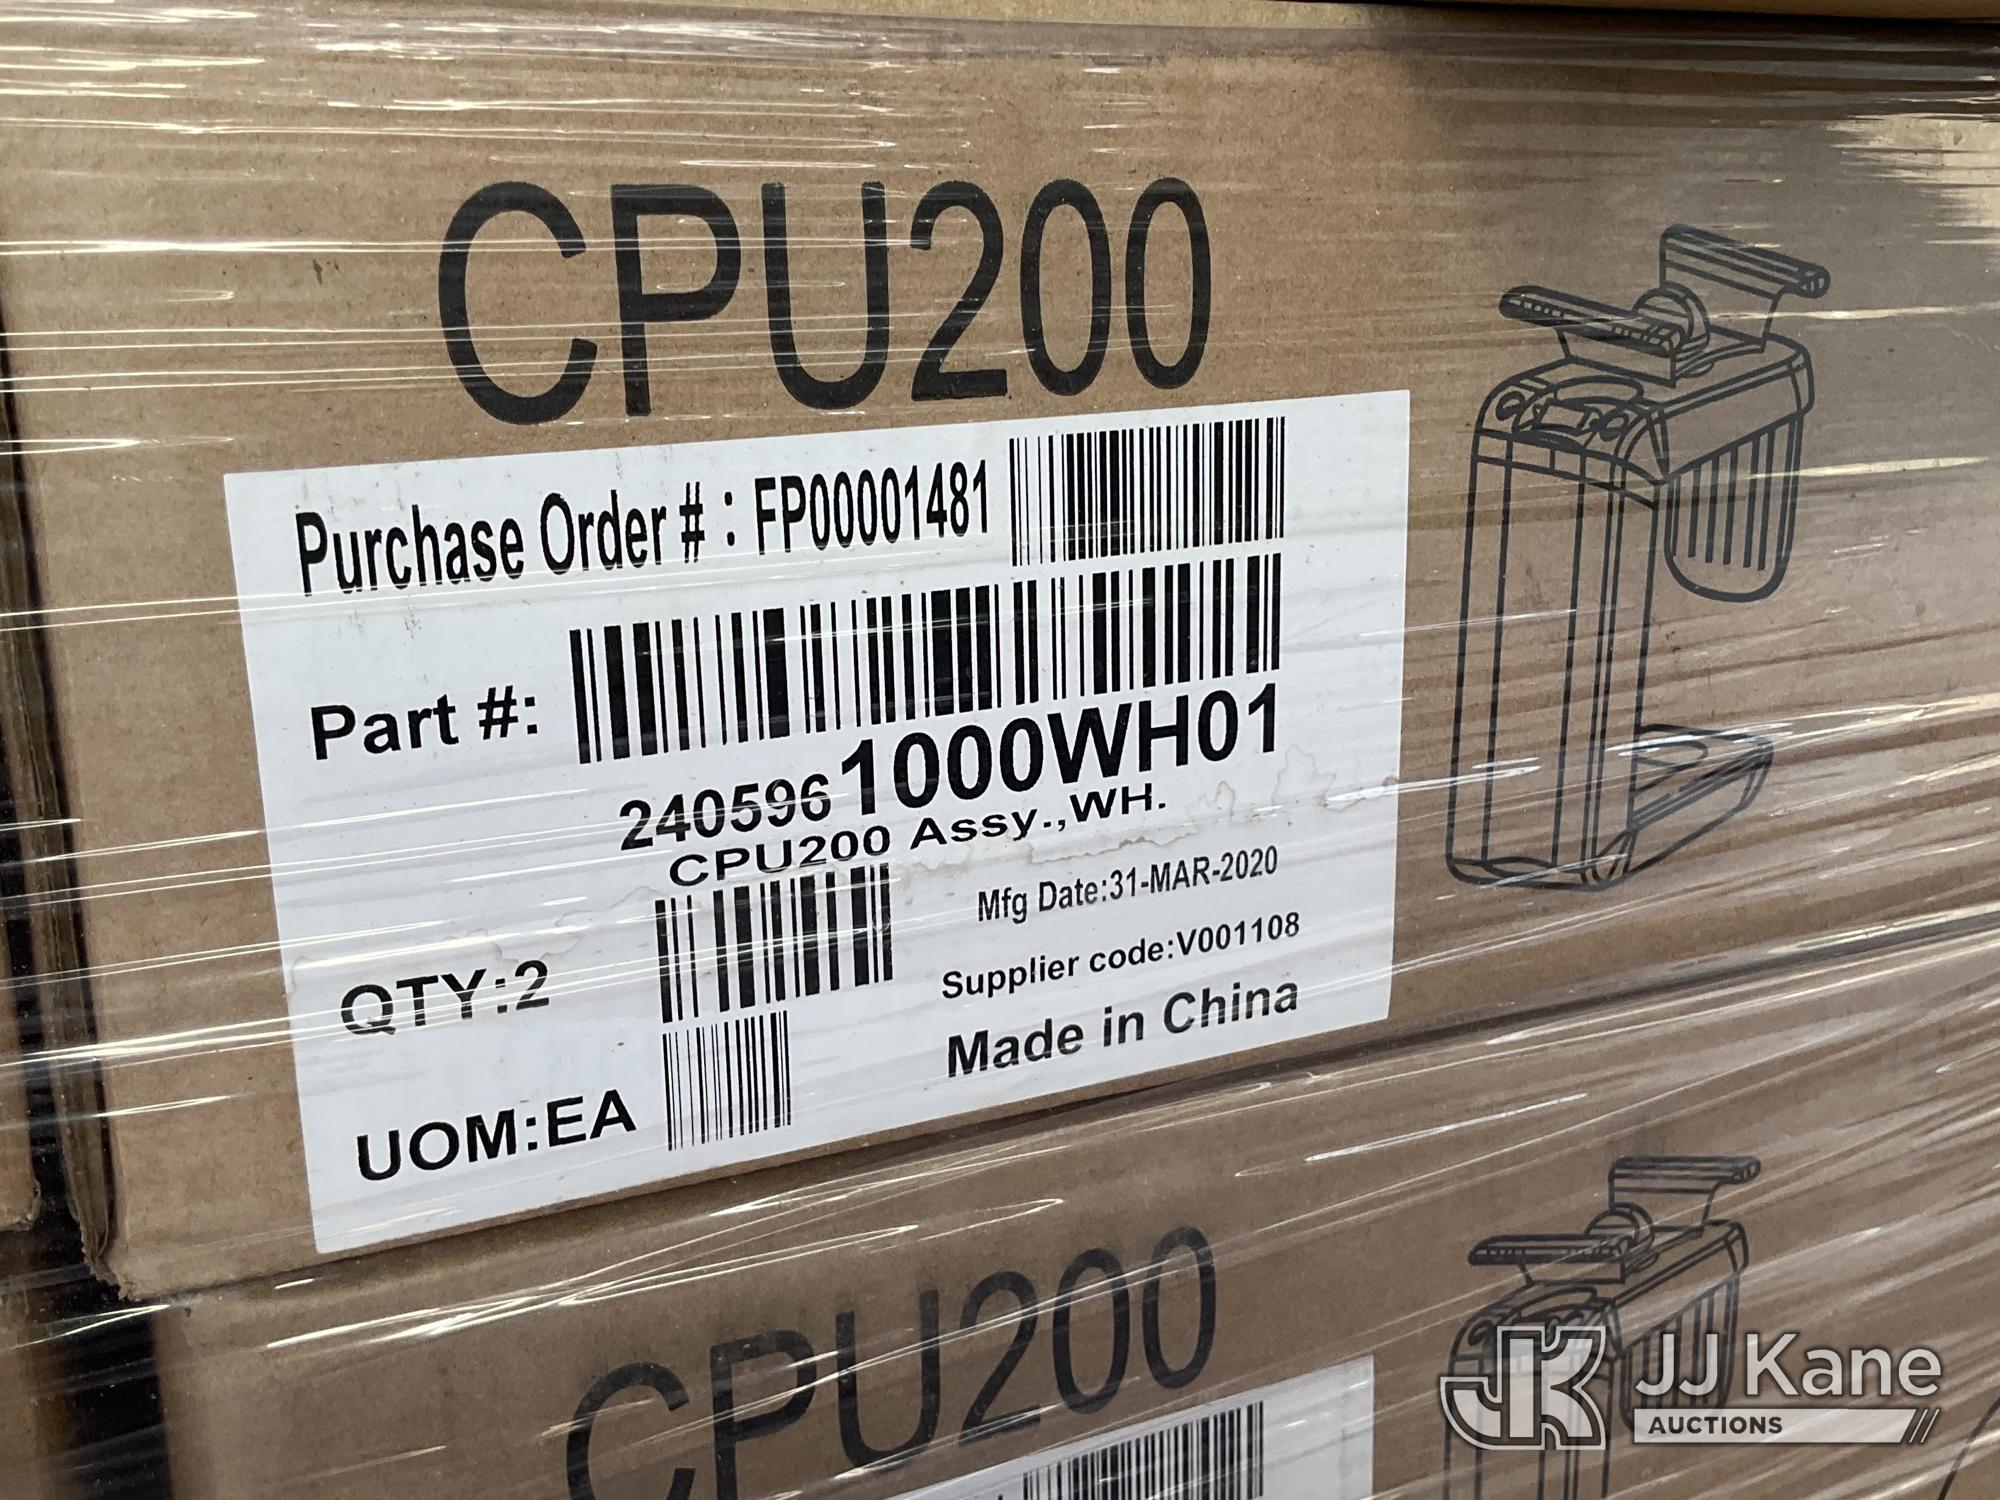 CPU200
Purchase Order # : FP00001481
Part #:
2405961000WH01
CPU200 Assy.,WH.
Mfg Date:31-MAR-2020
Supplier code:V001108
QTY:2
Made in China
UOM:EA
CPU200
JK JJ Kane
AUCTIONS